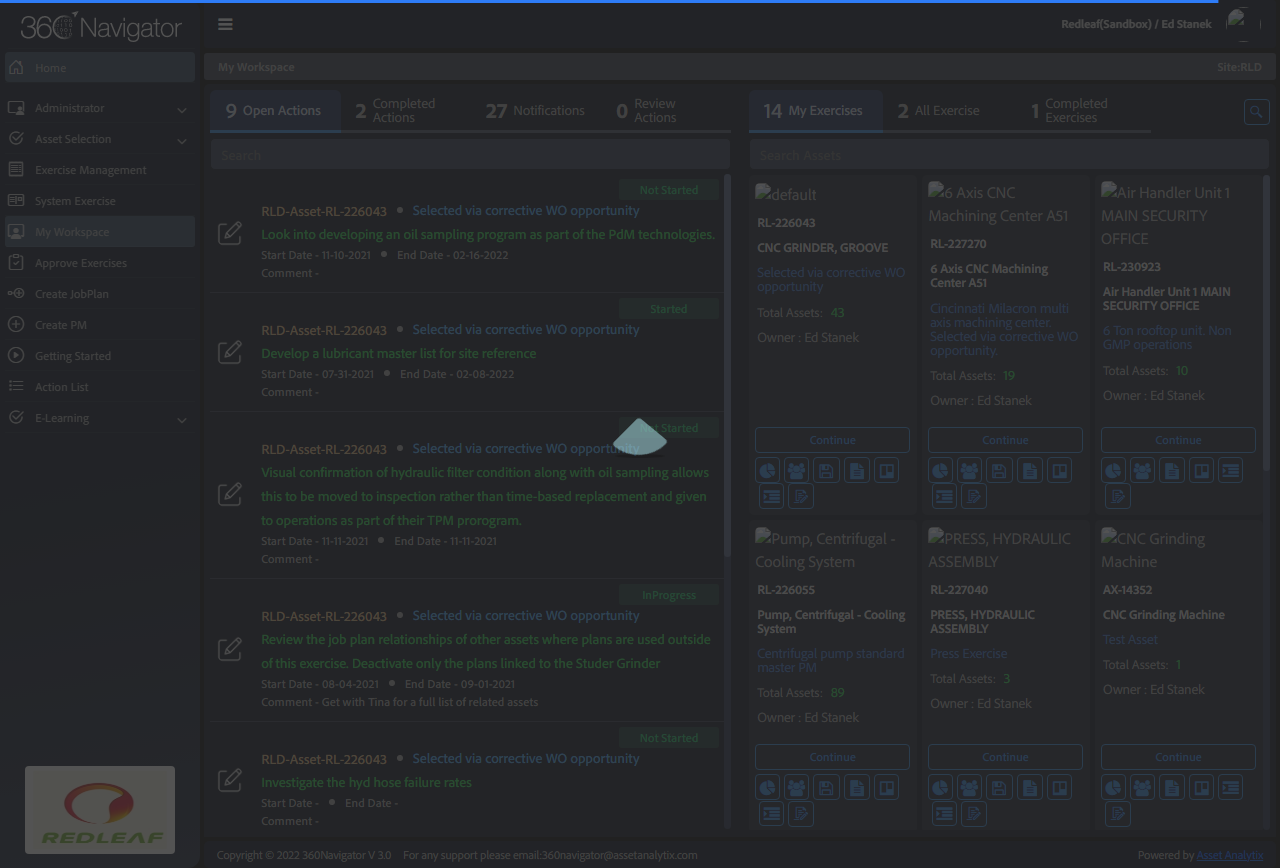 360 Navigator
Redleaf(Sandbox) / Ed Stanek
Home
Administrator
Asset Selection
Exercise Management
System Exercise
My Workspace
Approve Exercises
Create JobPlan
Create PM
Getting Started
Action List
E-Learning
REDLEAF
My Workspace
Site:RLD
9 Open Actions
2 Completed
Actions
27 Notifications
0 Review
Actions
Search
Not Started
RLD-Asset-RL-226043 • Selected via corrective WO opportunity
Look into developing an oil sampling program as part of the PdM technologies.
Start Date - 11-10-2021 • End Date - 02-16-2022
Comment -
Started
RLD-Asset-RL-226043 • Selected via corrective WO opportunity
Develop a lubricant master list for site reference
Start Date - 07-31-2021 • End Date - 02-08-2022
Comment -
Not Started
RLD-Asset-RL-226043 • Selected via corrective WO opportunity
Visual confirmation of hydraulic filter condition along with oil sampling allows
this to be moved to inspection rather than time-based replacement and given
to operations as part of their TPM prorogram.
Start Date - 11-11-2021 • End Date - 11-11-2021
Comment -
InProgress
RLD-Asset-RL-226043 • Selected via corrective WO opportunity
Review the job plan relationships of other assets where plans are used outside
of this exercise. Deactivate only the plans linked to the Studer Grinder
Start Date - 08-04-2021 • End Date - 09-01-2021
Comment - Get with Tina for a full list of related assets
Not Started
RLD-Asset-RL-226043 • Selected via corrective WO opportunity
Investigate the hyd hose failure rates
Start Date - • End Date -
Comment -
14 My Exercises
2 All Exercise
1 Completed
Exercises
Search Assets
default
RL-226043
CNC GRINDER, GROOVE
Selected via corrective WO
opportunity
Total Assets: 43
Owner : Ed Stanek
Continue
6 Axis CNC
Machining Center A51
RL-227270
6 Axis CNC Machining
Center A51
Cincinnati Milacron multi
axis machining center.
Selected via corrective WO
opportunity.
Total Assets: 19
Owner : Ed Stanek
Continue
Air Handler Unit 1
MAIN SECURITY
OFFICE
RL-230923
Air Handler Unit 1 MAIN
SECURITY OFFICE
6 Ton rooftop unit. Non
GMP operations
Total Assets: 10
Owner : Ed Stanek
Continue
Pump, Centrifugal -
Cooling System
RL-226055
Pump, Centrifugal - Cooling
System
Centrifugal pump standard
master PM
Total Assets: 89
Owner : Ed Stanek
Continue
PRESS, HYDRAULIC
ASSEMBLY
RL-227040
PRESS, HYDRAULIC
ASSEMBLY
Press Exercise
Total Assets: 3
Owner : Ed Stanek
Continue
CNC Grinding
Machine
AX-14352
CNC Grinding Machine
Test Asset
Total Assets: 1
Owner : Ed Stanek
Continue
Copyright © 2022 360Navigator V 3.0 For any support please email:360navigator@assetanalytix.com
Powered by Asset Analytix